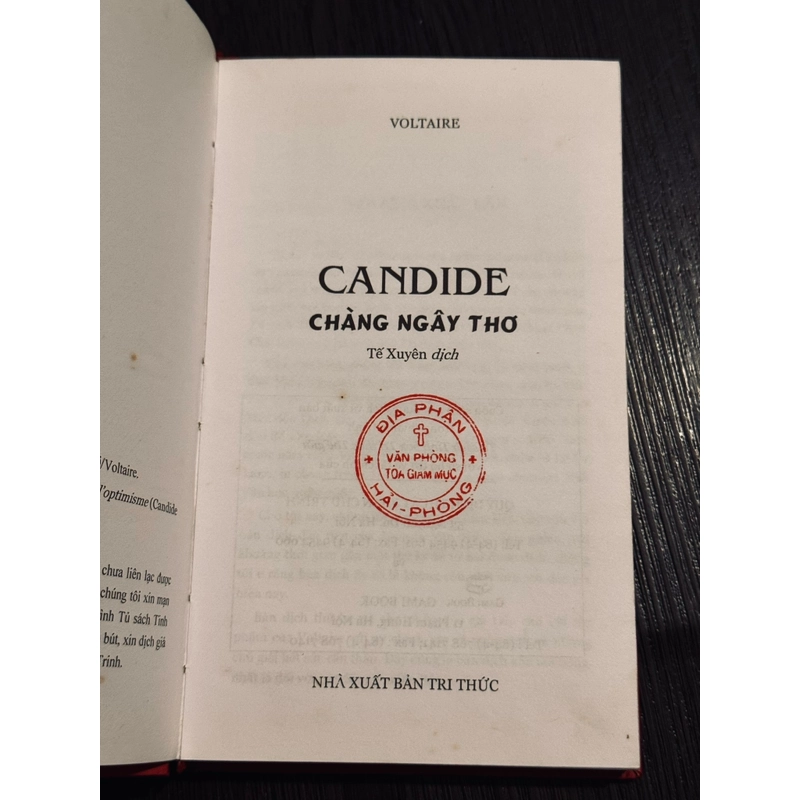 /Voltaire.
l'optimisme (Candide
chưa liên lạc được
chúng tôi xin mạn
Tủ sách Tinh
bút, xin dịch giả
Trinh.
VOLTAIRE
CANDIDE
CHÀNG NGÂY THƠ
Tế Xuyên dịch
ĐỊA PHẬN
VĂN PHÒNG
TÒA GIÁM MỤC
HẢI-PHÒNG
NHÀ XUẤT BẢN TRI THỨC